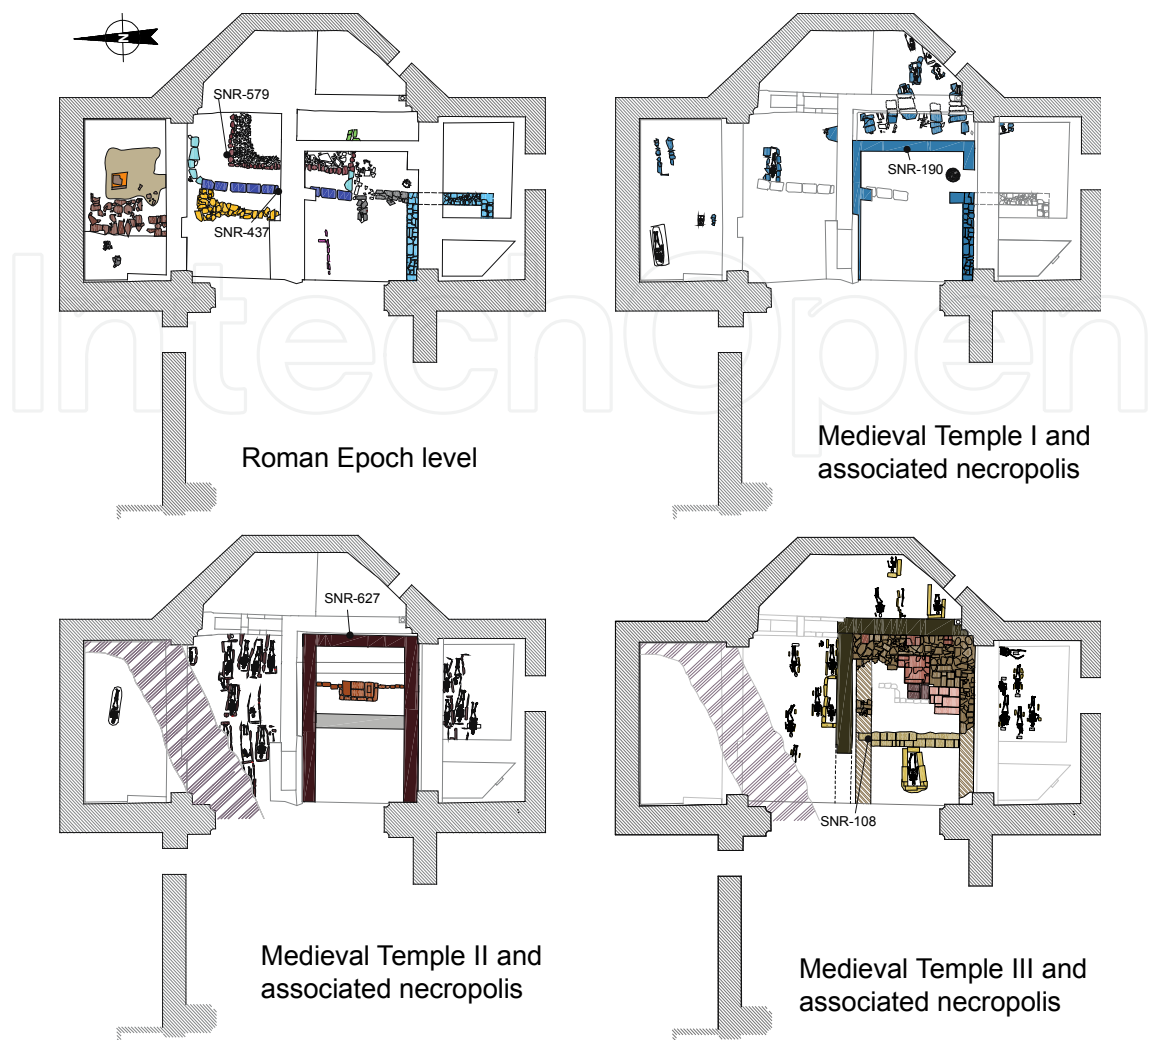 N
SNR-579
SNR-437
Roman Epoch level
SNR-190
Medieval Temple I and
associated necropolis
IntechOpen
SNR-627
Medieval Temple II and
associated necropolis
SNR-108
Medieval Temple III and
associated necropolis